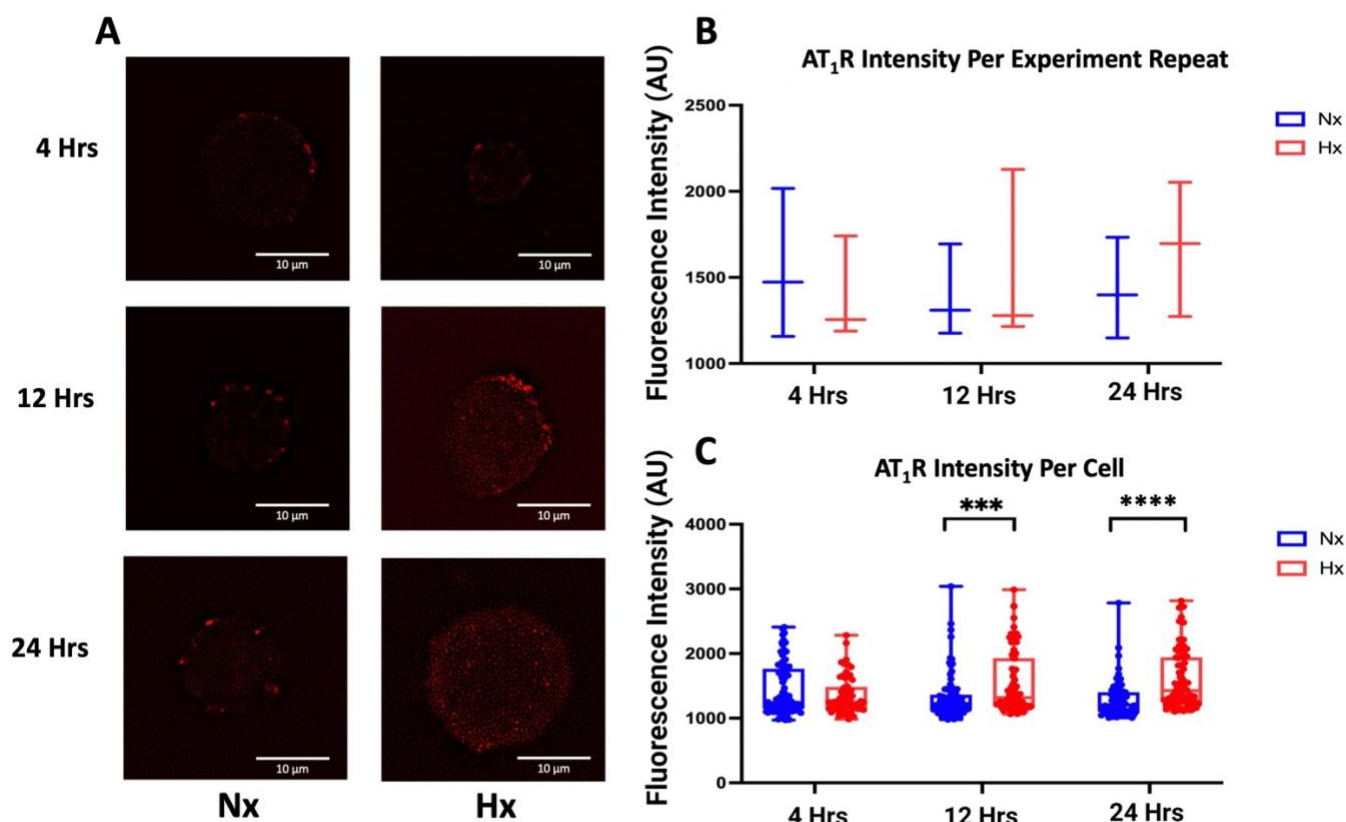 A
4 Hrs
10 µm
10 µm
12 Hrs
10 µm
10 µm
24 Hrs
10 µm
10 µm
Nx
Hx
B
AT₁R Intensity Per Experiment Repeat
Fluorescence Intensity (AU)
2500
2000
1500
1000
4 Hrs
12 Hrs
24 Hrs
Nx
Hx
C
AT₁R Intensity Per Cell
Fluorescence Intensity (AU)
4000
3000
2000
1000
0
***
****
4 Hrs
12 Hrs
24 Hrs
Nx
Hx